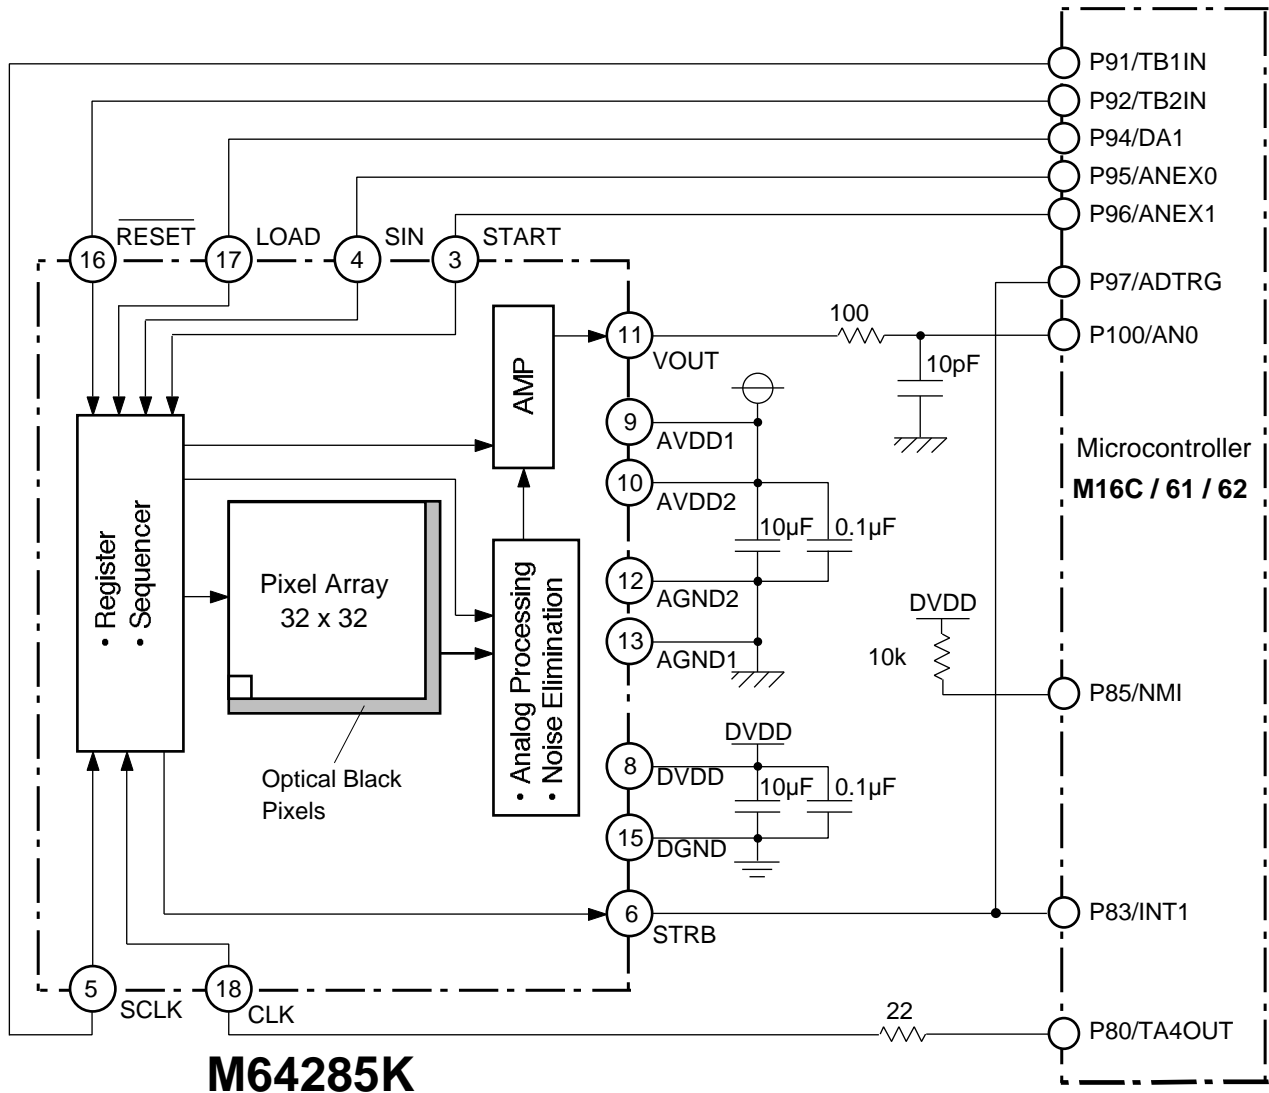 P91/TB1IN
P92/TB2IN
P94/DA1
P95/ANEX0
P96/ANEX1
RESET
LOAD
SIN
START
16
17
4
3
P97/ADTRG
100
11
P100/AN0
VOUT
10pF
AMP
9
AVDD1
Microcontroller
M16C / 61 / 62
10
AVDD2
10µF
0.1µF
• Register
• Sequencer
Pixel Array
32 x 32
• Analog Processing
• Noise Elimination
12
AGND2
DVDD
13
AGND1
10k
P85/NMI
DVDD
8
DVDD
10µF
0.1µF
Optical Black
Pixels
15
DGND
6
STRB
P83/INT1
5
SCLK
18
CLK
22
P80/TA4OUT
M64285K